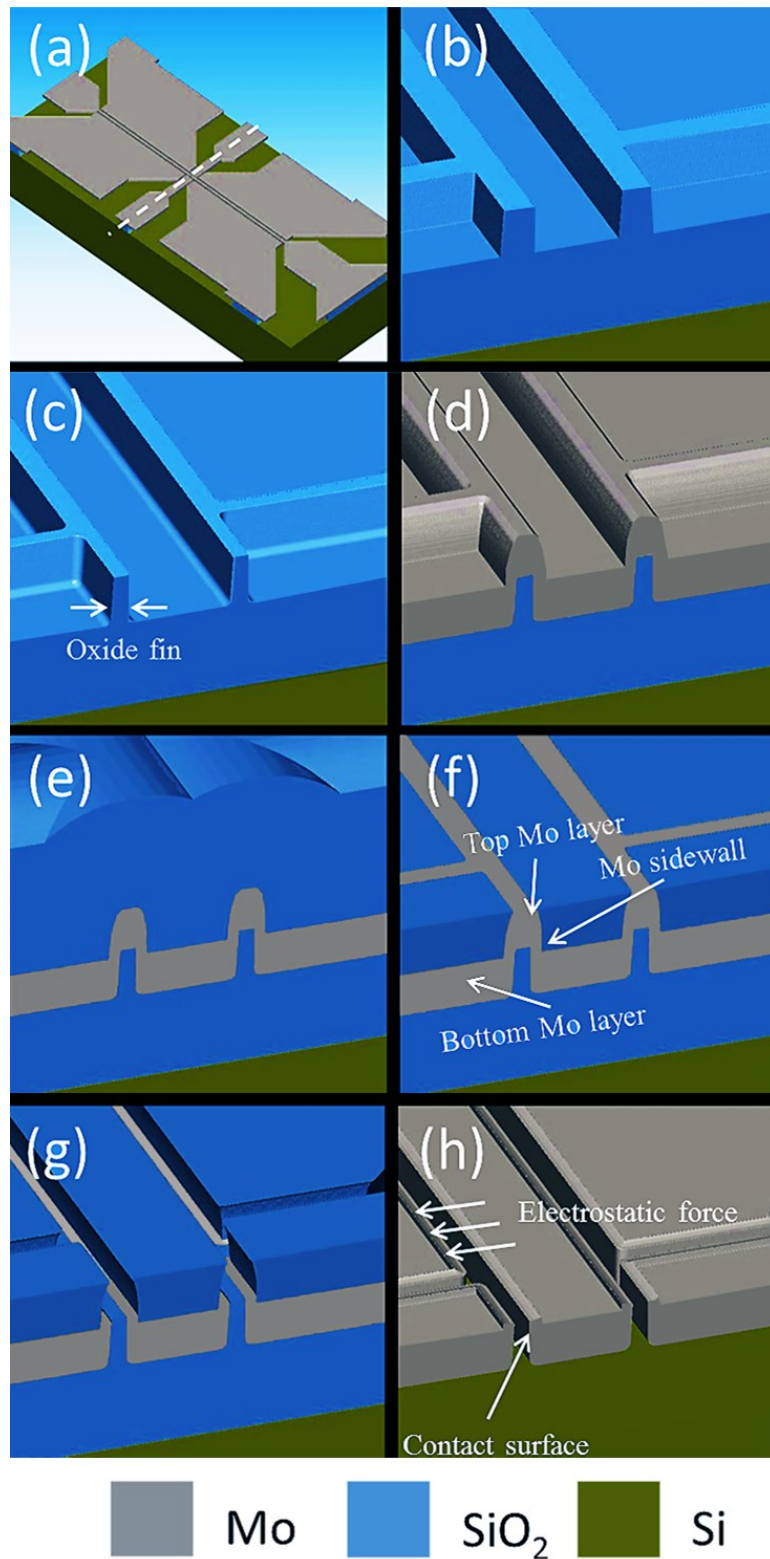 (a)
(b)
(c)
Oxide fin
(d)
(e)
(f)
Top Mo layer
Mo sidewall
Bottom Mo layer
(g)
(h)
Electrostatic force
Contact surface
Mo
SiO₂
Si